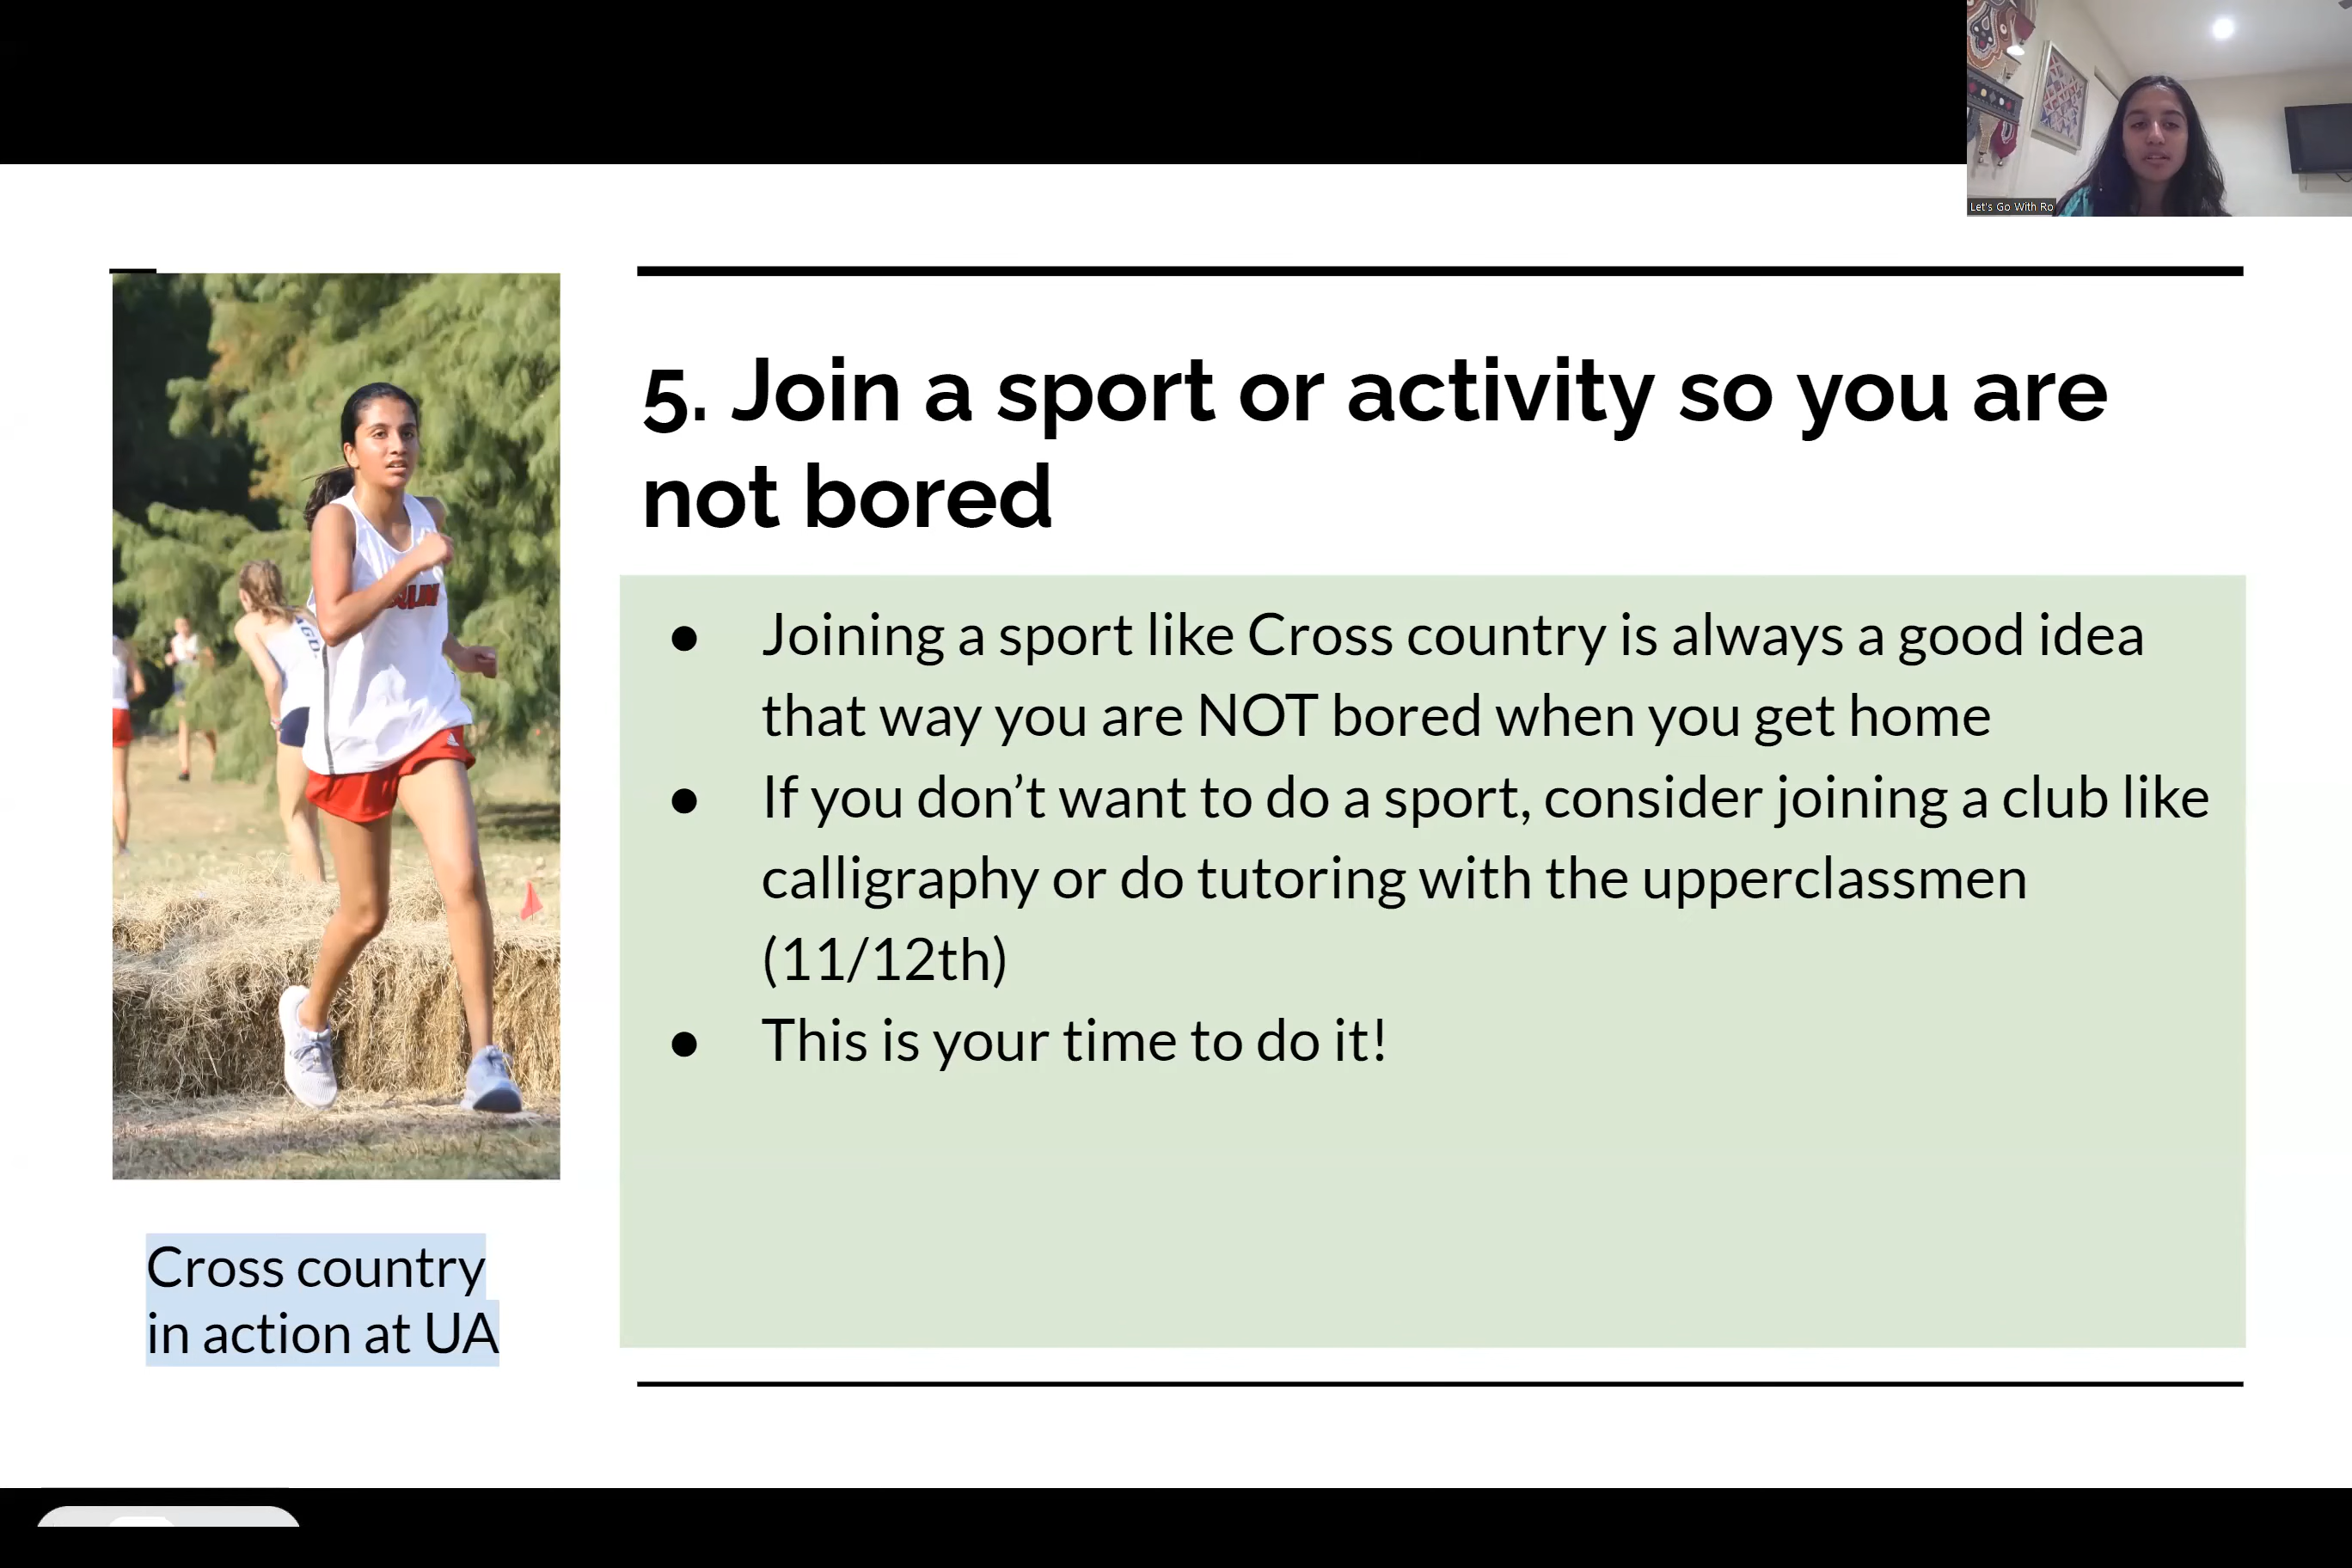 Let's Go With Ro
5. Join a sport or activity so you are
not bored
● Joining a sport like Cross country is always a good idea
that way you are NOT bored when you get home
● If you don’t want to do a sport, consider joining a club like
calligraphy or do tutoring with the upperclassmen
(11/12th)
● This is your time to do it!
Cross country
in action at UA